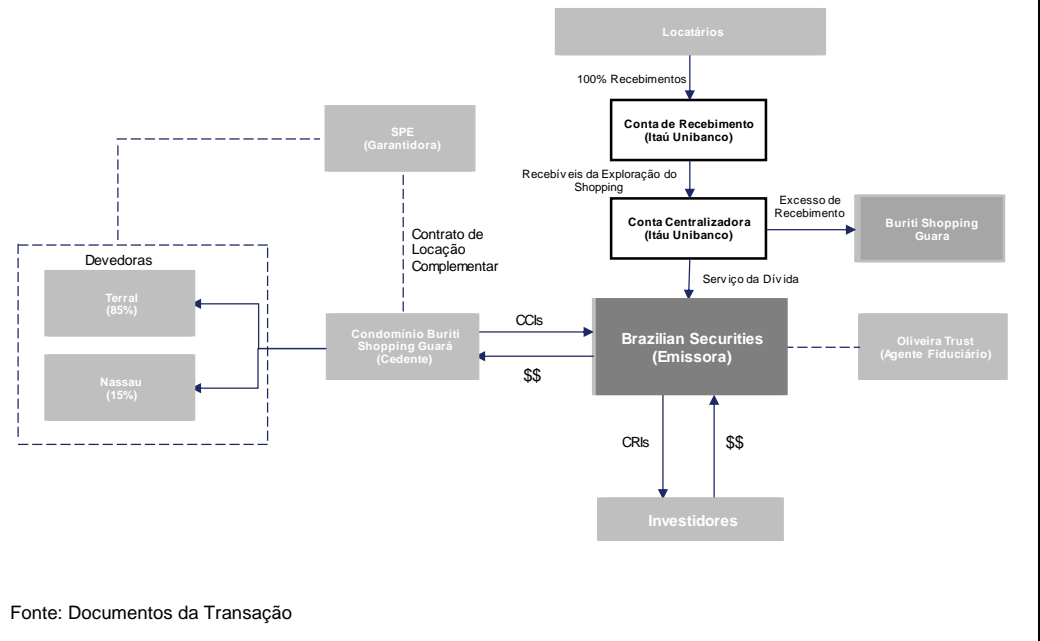 Locatários
100% Recebimentos
Conta de Recebimento
(Itaú Unibanco)
SPE
(Garantidora)
Recebíveis da Exploração do
Shopping
Conta Centralizadora
(Itáu Unibanco)
Excesso de
Recebimento
Buriti Shopping
Guara
Contrato de
Locação
Complementar
Devedoras
Terral
(85%)
Serviço da Dívida
Condomínio Buriti
Shopping Guará
(Cedente)
CCIs
$$
Brazilian Securities
(Emissora)
Oliveira Trust
(Agente Fiduciário)
Nassau
(15%)
CRIs
$$
Investidores
Fonte: Documentos da Transação